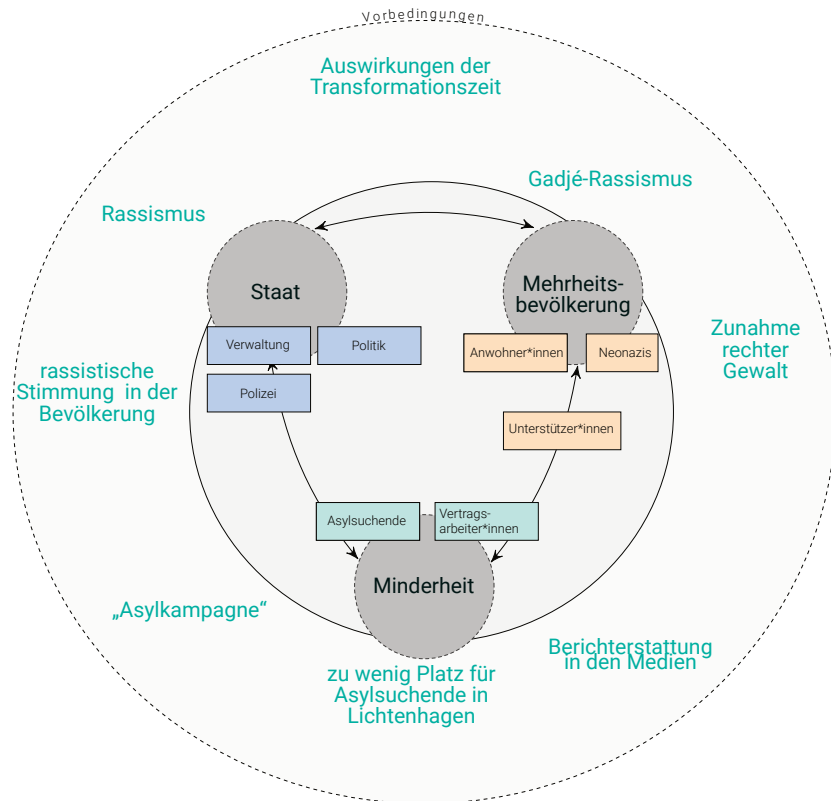 Vorbedingungen
Auswirkungen der
Transformationszeit
Gadjé-Rassismus
Rassismus
Staat
Mehrheits-
bevölkerung
Verwaltung
Politik
Anwohner*innen
Neonazis
Zunahme
rechter
Gewalt
rassistische
Stimmung in der
Bevölkerung
Polizei
Unterstützer*innen
Asylsuchende
Vertrags-
arbeiter*innen
Minderheit
„Asylkampagne“
Berichterstattung
in den Medien
zu wenig Platz für
Asylsuchende in
Lichtenhagen